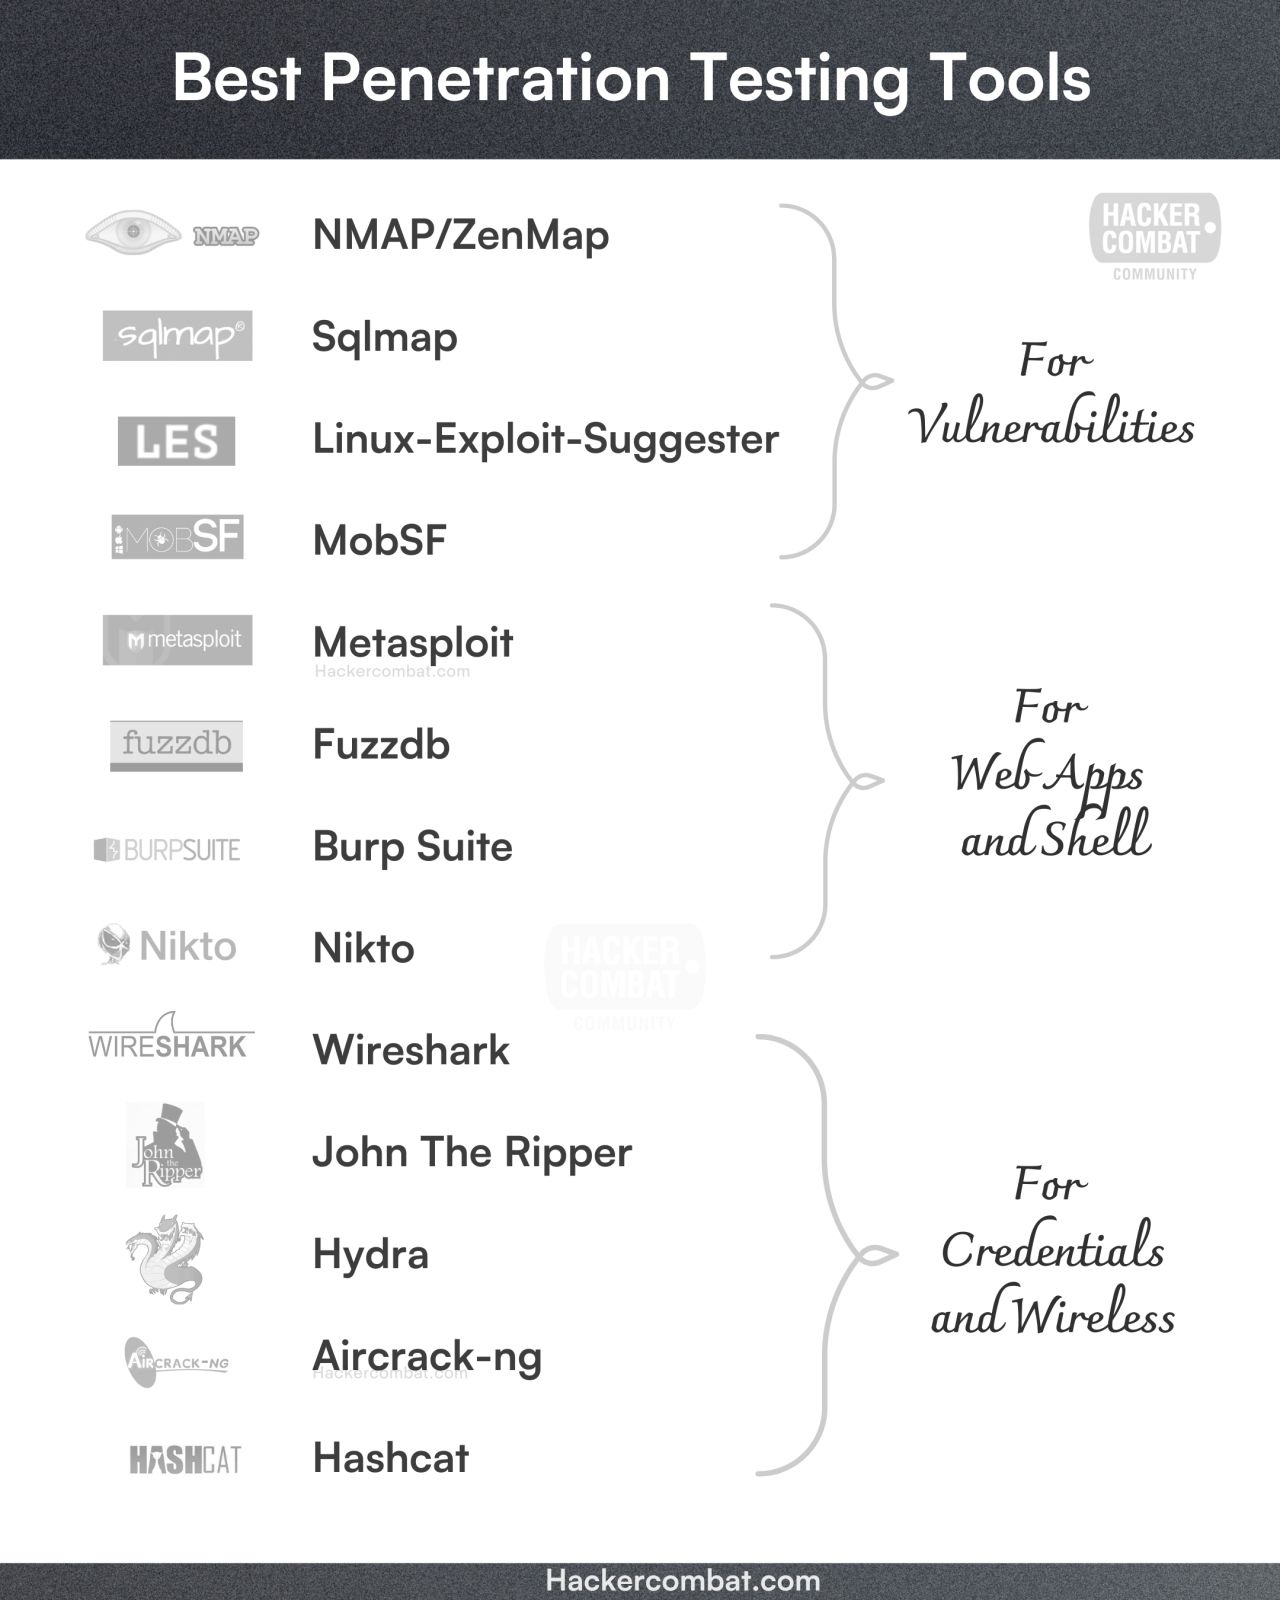 Best Penetration Testing Tools
HACKER
COMBAT
COMMUNITY
NMAP
NMAP/ZenMap
sqlmap®
Sqlmap
For
Vulnerabilities
LES
Linux-Exploit-Suggester
MOBSF
MobSF
metasploit
Metasploit
Hackercombat.com
For
Web Apps
and Shell
fuzzdb
Fuzzdb
BURPSUITE
Burp Suite
Nikto
Nikto
HACKER
COMBAT
COMMUNITY
WIRESHARK
Wireshark
John
the
Ripper
John The Ripper
For
Credentials
and Wireless
Hydra
AIRCRACK-NG
Aircrack-ng
Hackercombat.com
HASHCAT
Hashcat
Hackercombat.com